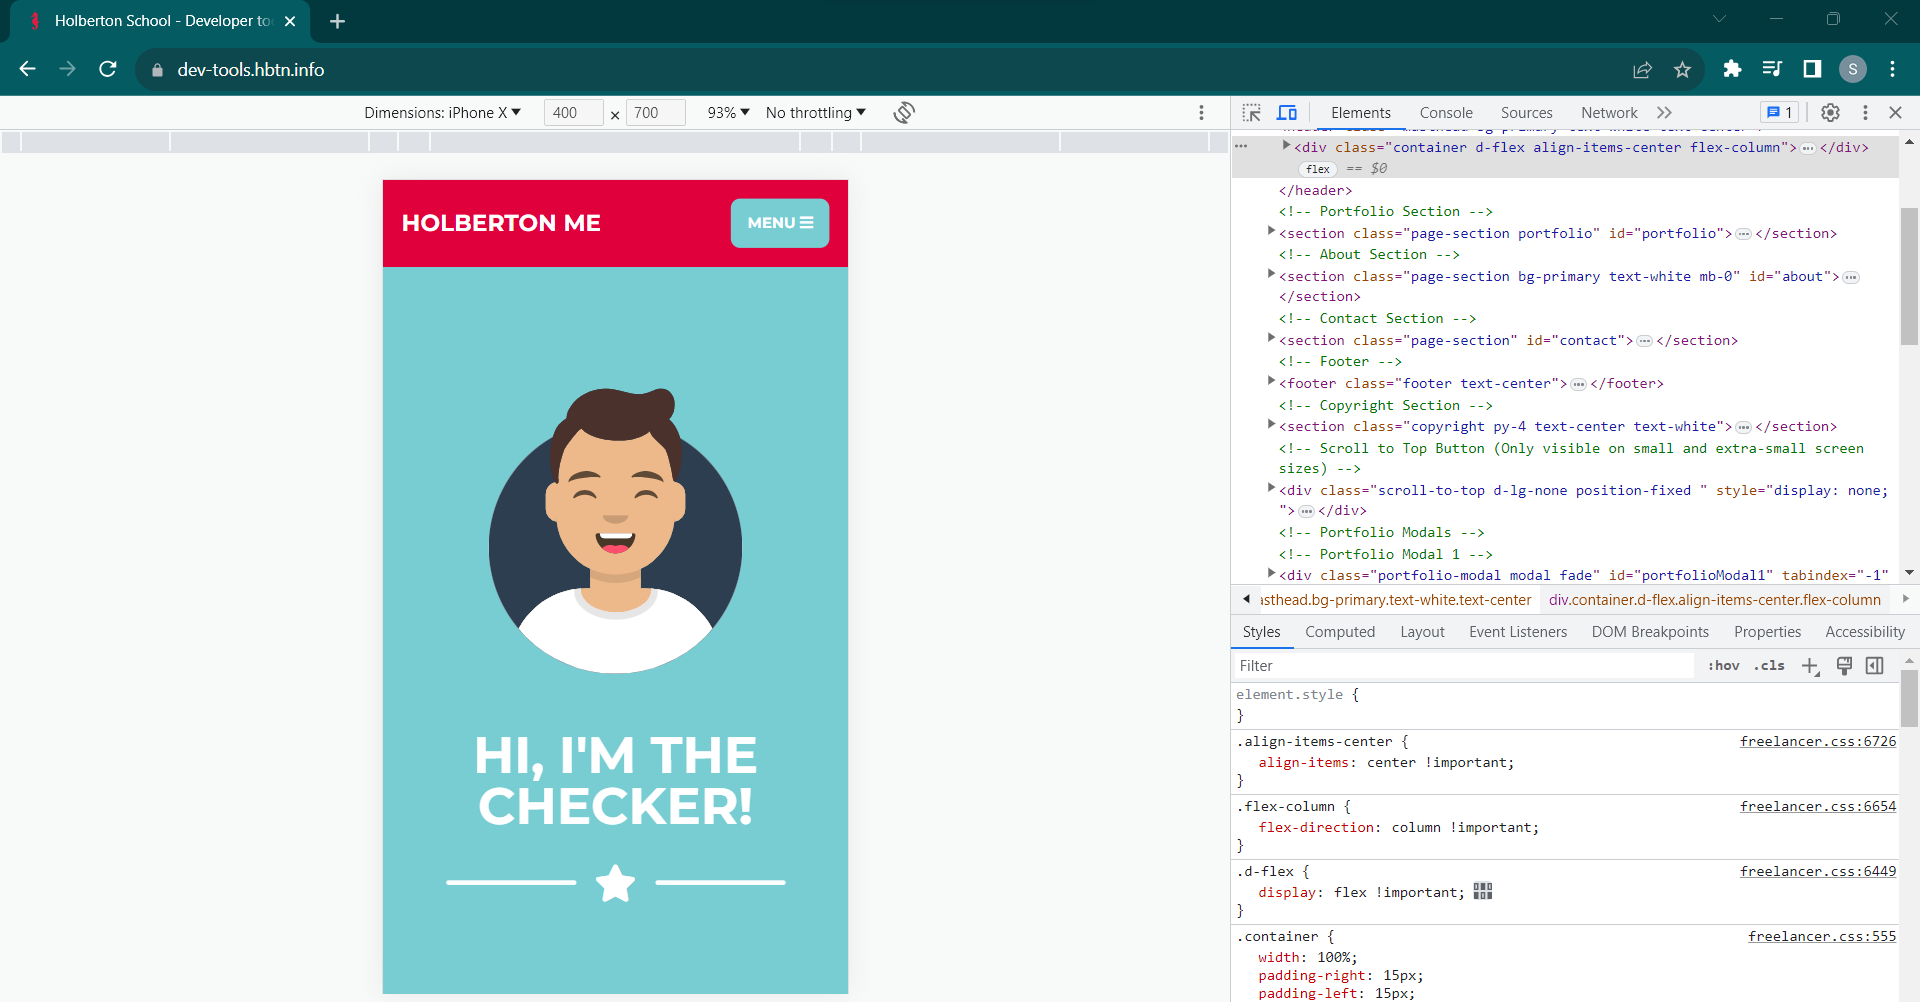 Holberton School - Developer to
dev-tools.hbtn.info
S
Dimensions: iPhone X
400
×
700
93%
No throttling
Elements
Console
Sources
Network
1
HOLBERTON ME
MENU
HI, I'M THE
CHECKER!
<div class="container d-flex align-items-center flex-column"> ⋯ </div>
flex == $0
</header>
<!-- Portfolio Section -->
<section class="page-section portfolio" id="portfolio"> ⋯ </section>
<!-- About Section -->
<section class="page-section bg-primary text-white mb-0" id="about"> ⋯
</section>
<!-- Contact Section -->
<section class="page-section" id="contact"> ⋯ </section>
<!-- Footer -->
<footer class="footer text-center"> ⋯ </footer>
<!-- Copyright Section -->
<section class="copyright py-4 text-center text-white"> ⋯ </section>
<!-- Scroll to Top Button (Only visible on small and extra-small screen
sizes) -->
<div class="scroll-to-top d-lg-none position-fixed " style="display: none;
"> ⋯ </div>
<!-- Portfolio Modals -->
<!-- Portfolio Modal 1 -->
<div class="portfolio-modal modal fade" id="portfolioModal1" tabindex="-1"
asthead.bg-primary.text-white.text-center
div.container.d-flex.align-items-center.flex-column
Styles
Computed
Layout
Event Listeners
DOM Breakpoints
Properties
Accessibility
Filter
:hov
.cls
element.style {
}
.align-items-center {
freelancer.css:6726
align-items: center !important;
}
.flex-column {
freelancer.css:6654
flex-direction: column !important;
}
.d-flex {
freelancer.css:6449
display: flex !important;
}
.container {
freelancer.css:555
width: 100%;
padding-right: 15px;
padding-left: 15px;